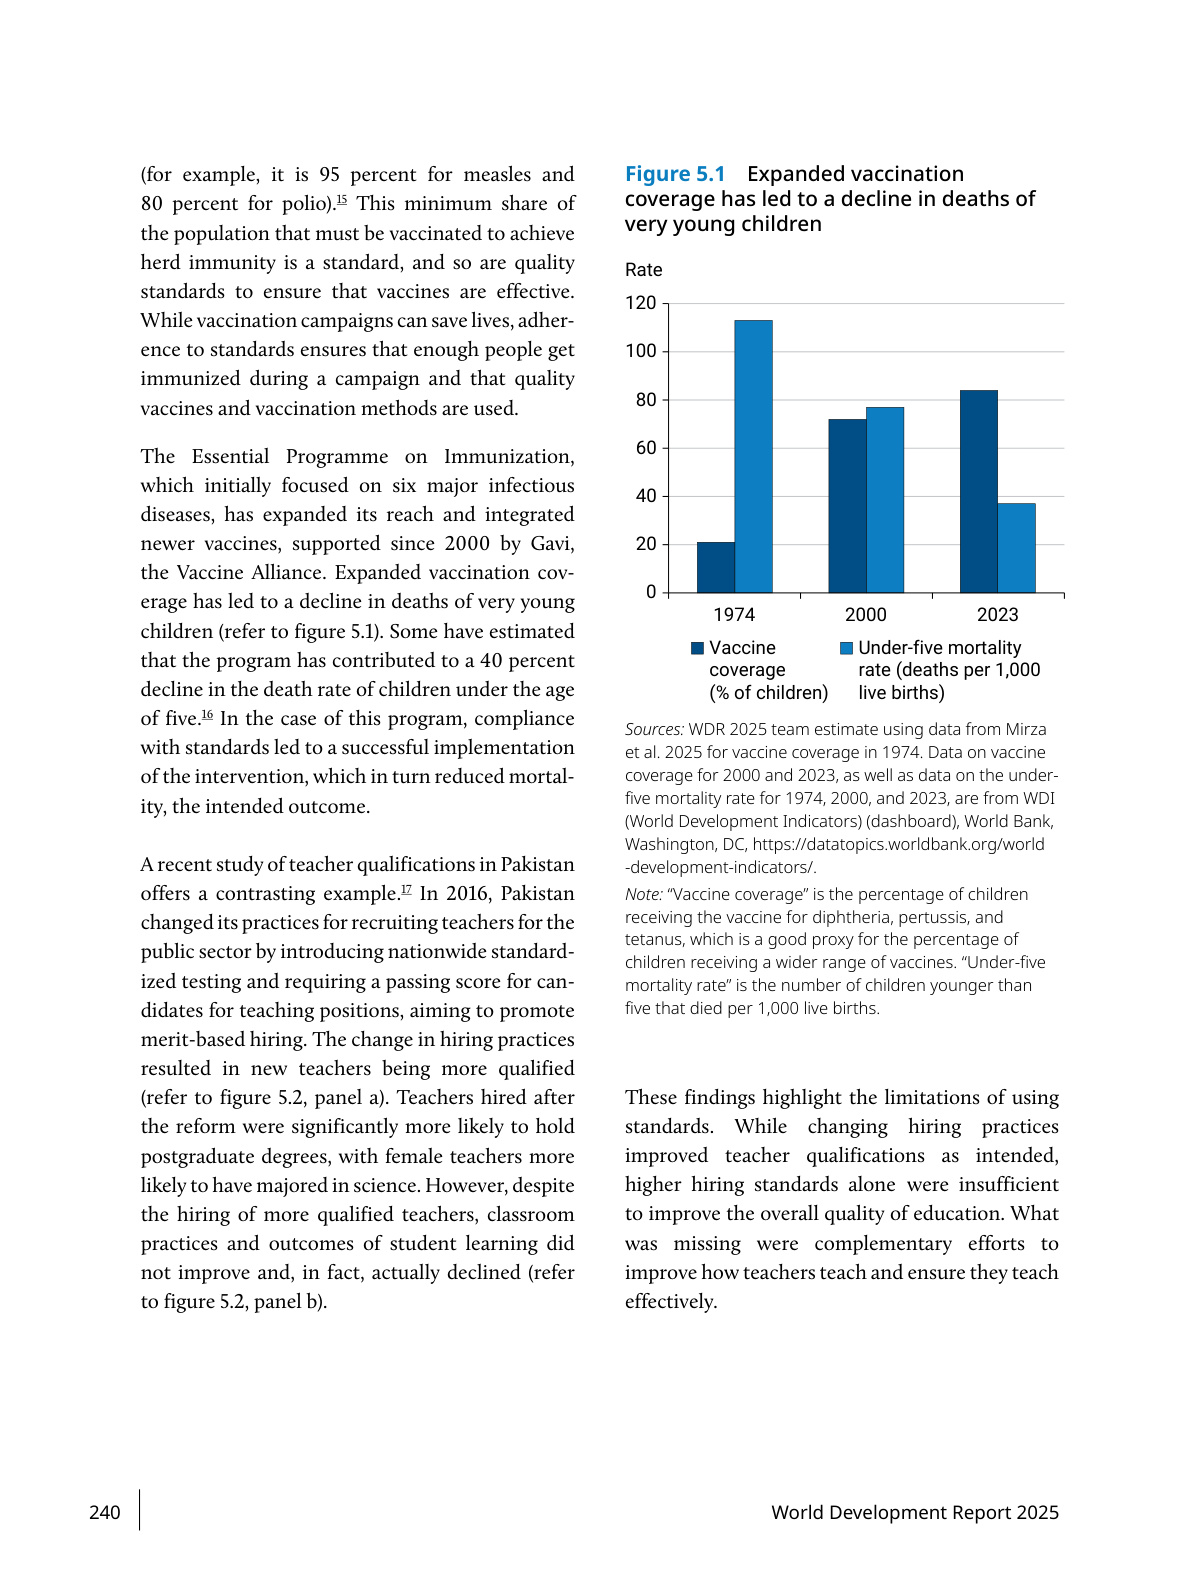 (for example, it is 95 percent for measles and
80 percent for polio).15 This minimum share of
the population that must be vaccinated to achieve
herd immunity is a standard, and so are quality
standards to ensure that vaccines are effective.
While vaccination campaigns can save lives, adher-
ence to standards ensures that enough people get
immunized during a campaign and that quality
vaccines and vaccination methods are used.
The Essential Programme on Immunization,
which initially focused on six major infectious
diseases, has expanded its reach and integrated
newer vaccines, supported since 2000 by Gavi,
the Vaccine Alliance. Expanded vaccination cov-
erage has led to a decline in deaths of very young
children (refer to figure 5.1). Some have estimated
that the program has contributed to a 40 percent
decline in the death rate of children under the age
of five.16 In the case of this program, compliance
with standards led to a successful implementation
of the intervention, which in turn reduced mortal-
ity, the intended outcome.
A recent study of teacher qualifications in Pakistan
offers a contrasting example.17 In 2016, Pakistan
changed its practices for recruiting teachers for the
public sector by introducing nationwide standard-
ized testing and requiring a passing score for can-
didates for teaching positions, aiming to promote
merit-based hiring. The change in hiring practices
resulted in new teachers being more qualified
(refer to figure 5.2, panel a). Teachers hired after
the reform were significantly more likely to hold
postgraduate degrees, with female teachers more
likely to have majored in science. However, despite
the hiring of more qualified teachers, classroom
practices and outcomes of student learning did
not improve and, in fact, actually declined (refer
to figure 5.2, panel b).
Figure 5.1 Expanded vaccination
coverage has led to a decline in deaths of
very young children
Rate
120
100
80
60
40
20
0
1974 2000 2023
Vaccine
coverage
(% of children)
Under-five mortality
rate (deaths per 1,000
live births)
Sources: WDR 2025 team estimate using data from Mirza
et al. 2025 for vaccine coverage in 1974. Data on vaccine
coverage for 2000 and 2023, as well as data on the under-
five mortality rate for 1974, 2000, and 2023, are from WDI
(World Development Indicators) (dashboard), World Bank,
Washington, DC, https://datatopics.worldbank.org/world
-development-indicators/.
Note: “Vaccine coverage” is the percentage of children
receiving the vaccine for diphtheria, pertussis, and
tetanus, which is a good proxy for the percentage of
children receiving a wider range of vaccines. “Under-five
mortality rate” is the number of children younger than
five that died per 1,000 live births.
These findings highlight the limitations of using
standards. While changing hiring practices
improved teacher qualifications as intended,
higher hiring standards alone were insufficient
to improve the overall quality of education. What
was missing were complementary efforts to
improve how teachers teach and ensure they teach
effectively.
240
World Development Report 2025